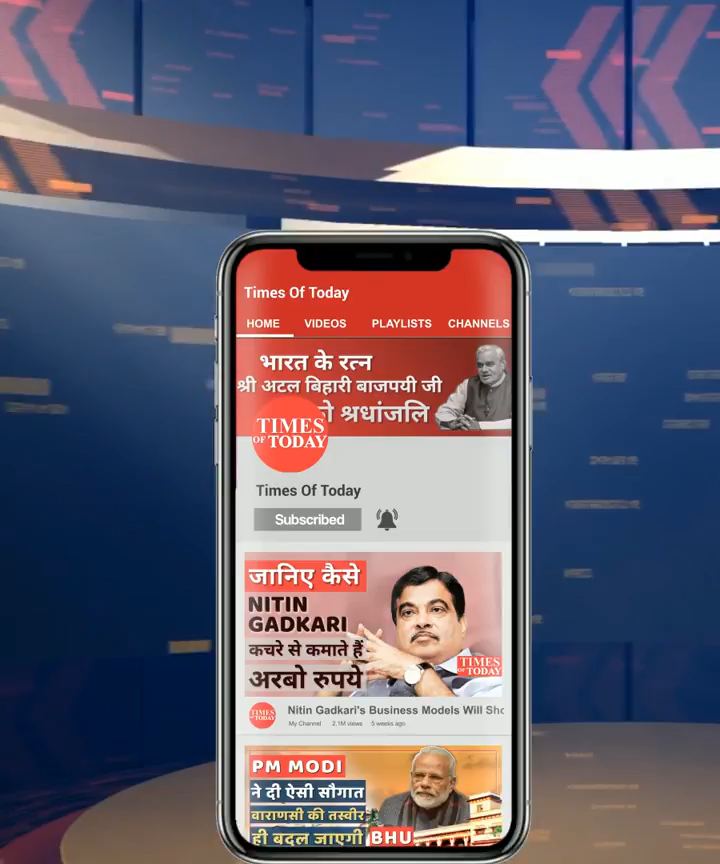 Times Of Today
HOME VIDEOS PLAYLISTS CHANNELS
भारत के रत्न
श्री अटल बिहारी बाजपयी जी
श्रधांजलि
TIMES
OF TODAY
Times Of Today
Subscribed
जानिए कैसे
NITIN
GADKARI
कचरे से कमाते हैं
अरबो रुपये
TIMES
OF TODAY
TIMES
OF TODAY
Nitin Gadkari's Business Models Will Sho
My Channel 2.1M views 5 weeks ago
PM MODI
ने दी ऐसी सौगात
वाराणसी की तस्वीर
ही बदल जाएगी BHU